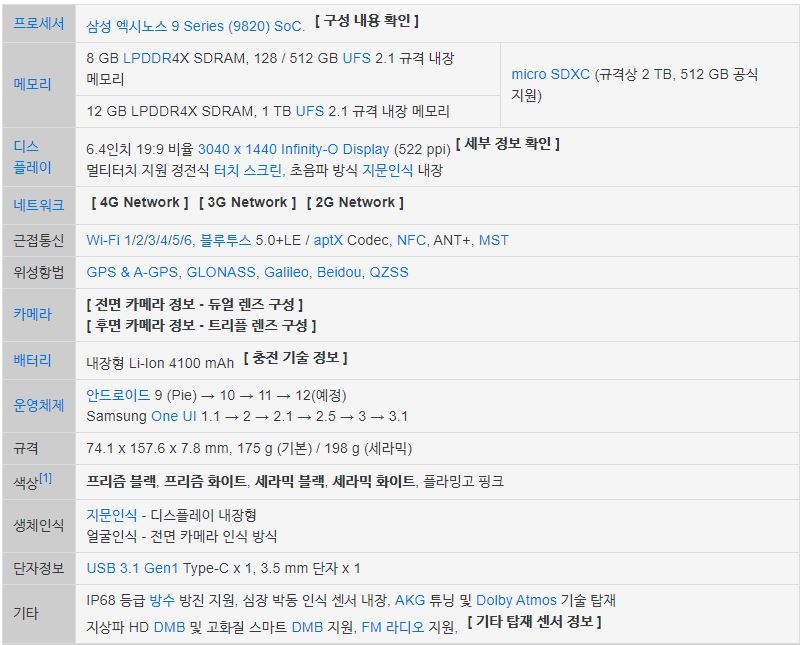 프로세서
삼성 엑시노스 9 Series (9820) SoC. [ 구성 내용 확인 ]
메모리
8 GB LPDDR4X SDRAM, 128 / 512 GB UFS 2.1 규격 내장
메모리
12 GB LPDDR4X SDRAM, 1 TB UFS 2.1 규격 내장 메모리
micro SDXC (규격상 2 TB, 512 GB 공식
지원)
디스
플레이
6.4인치 19:9 비율 3040 x 1440 Infinity-O Display (522 ppi) [ 세부 정보 확인 ]
멀티터치 지원 정전식 터치 스크린, 초음파 방식 지문인식 내장
네트워크
[ 4G Network ] [ 3G Network ] [ 2G Network ]
근접통신
Wi-Fi 1/2/3/4/5/6, 블루투스 5.0+LE / aptX Codec, NFC, ANT+, MST
위성항법
GPS & A-GPS, GLONASS, Galileo, Beidou, QZSS
카메라
[ 전면 카메라 정보 - 듀얼 렌즈 구성 ]
[ 후면 카메라 정보 - 트리플 렌즈 구성 ]
배터리
내장형 Li-Ion 4100 mAh [ 충전 기술 정보 ]
운영체제
안드로이드 9 (Pie) → 10 → 11 → 12(예정)
Samsung One UI 1.1 → 2 → 2.1 → 2.5 → 3 → 3.1
규격
74.1 x 157.6 x 7.8 mm, 175 g (기본) / 198 g (세라믹)
색상[1]
프리즘 블랙, 프리즘 화이트, 세라믹 블랙, 세라믹 화이트, 플라밍고 핑크
생체인식
지문인식 - 디스플레이 내장형
얼굴인식 - 전면 카메라 인식 방식
단자정보
USB 3.1 Gen1 Type-C x 1, 3.5 mm 단자 x 1
기타
IP68 등급 방수 방진 지원, 심장 박동 인식 센서 내장, AKG 튜닝 및 Dolby Atmos 기술 탑재
지상파 HD DMB 및 고화질 스마트 DMB 지원, FM 라디오 지원, [ 기타 탑재 센서 정보 ]